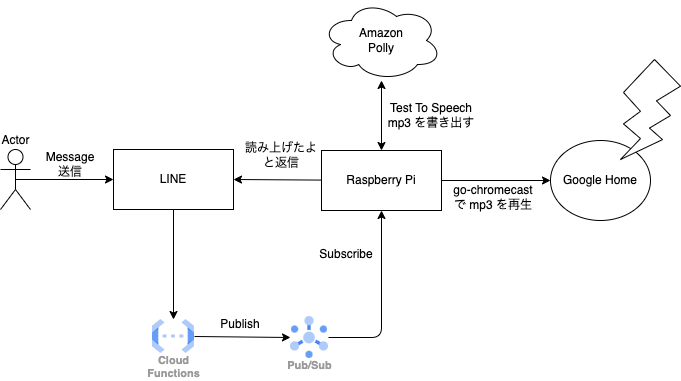 Amazon
Polly
Test To Speech
mp3 を書き出す
Actor
Message
送信
LINE
読み上げたよ
と返信
Raspberry Pi
go-chromecast
で mp3 を再生
Google Home
Subscribe
Publish
Cloud
Functions
Pub/Sub